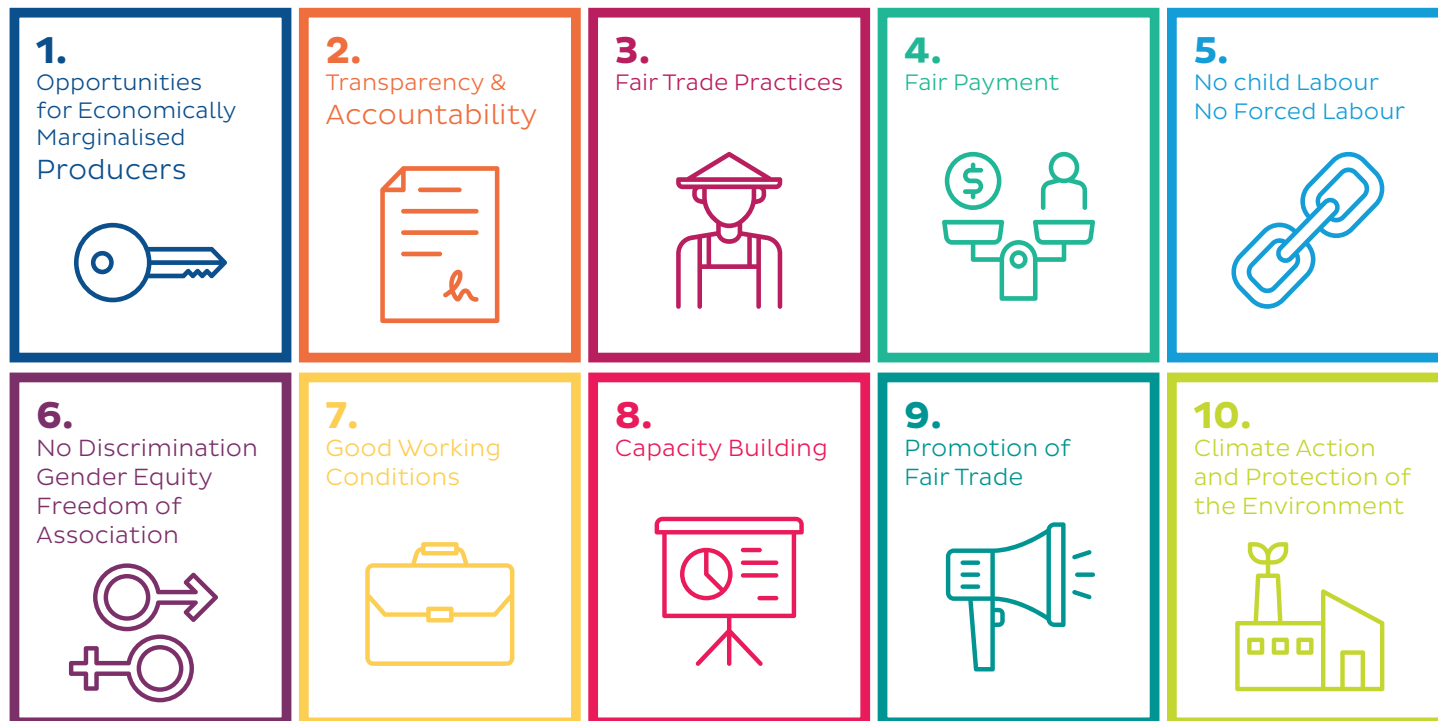 1.
Opportunities
for Economically
Marginalised
Producers
2.
Transparency &
Accountability
3.
Fair Trade Practices
4.
Fair Payment
$
5.
No child Labour
No Forced Labour
6.
No Discrimination
Gender Equity
Freedom of
Association
7.
Good Working
Conditions
8.
Capacity Building
9.
Promotion of
Fair Trade
10.
Climate Action
and Protection of
the Environment